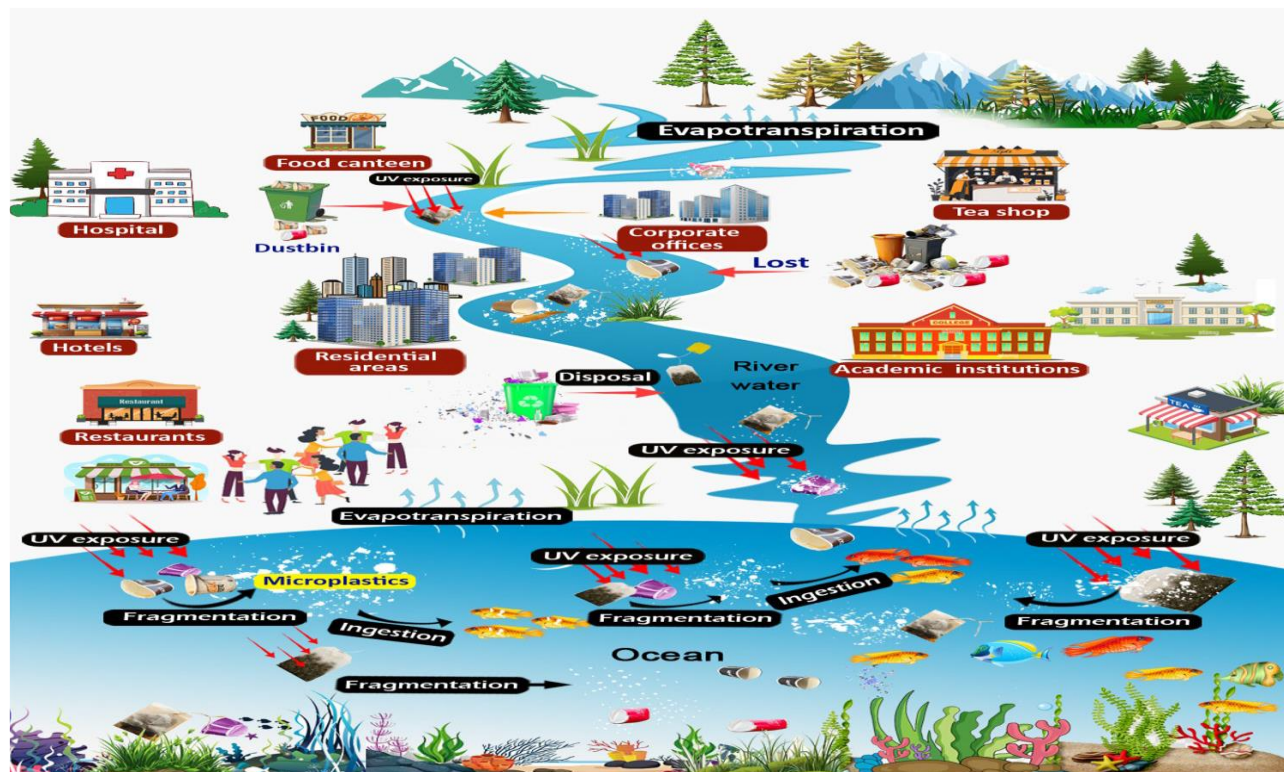 FOOD
Evapotranspiration
Food canteen
UV exposure
Tea shop
Hospital
Corporate
offices
Dustbin
Lost
COLLEGE
Hotels
Residential
areas
Academic institutions
Disposal
River
water
Restaurant
TEA
Restaurants
UV exposure
Evapotranspiration
UV exposure
UV exposure
UV exposure
Microplastics
Fragmentation
Ingestion
Fragmentation
Ingestion
Fragmentation
Ocean
Fragmentation